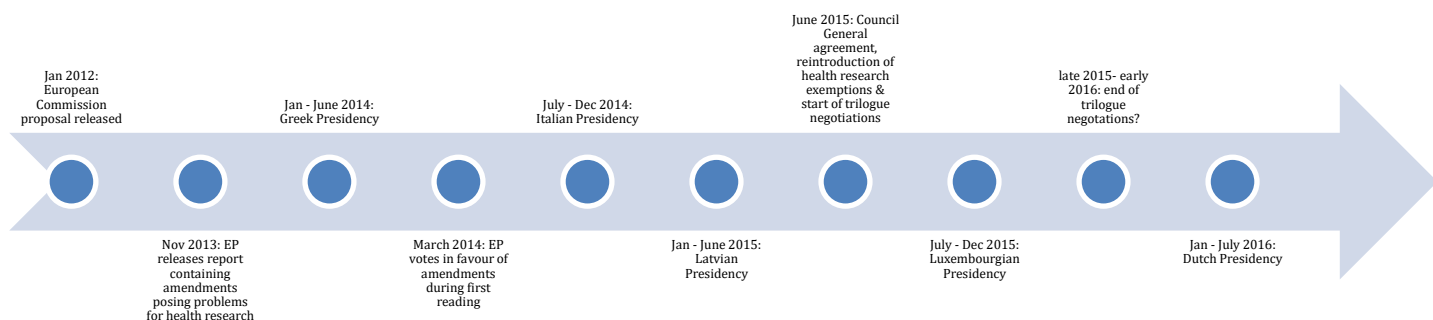 Jan 2012:
European
Commission
proposal released
Nov 2013: EP
releases report
containing
amendments
posing problems
for health research
Jan - June 2014:
Greek Presidency
March 2014: EP
votes in favour of
amendments
during first
reading
July - Dec 2014:
Italian Presidency
Jan - June 2015:
Latvian
Presidency
June 2015: Council
General
agreement,
reintroduction of
health research
exemptions &
start of trilogue
negotiations
July - Dec 2015:
Luxembourgian
Presidency
late 2015- early
2016: end of
trilogue
negotations?
Jan - July 2016:
Dutch Presidency